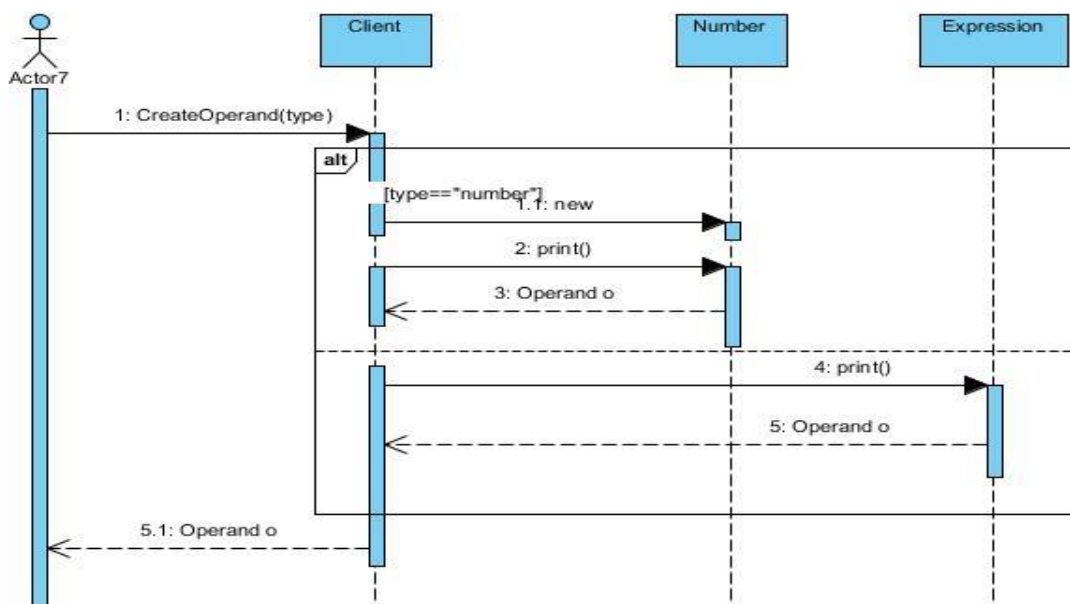 Client
Number
Expression
Actor7
1: CreateOperand(type)
alt
[type=="number"]
1.1: new
2: print()
3: Operand o
4: print()
5: Operand o
5.1: Operand o